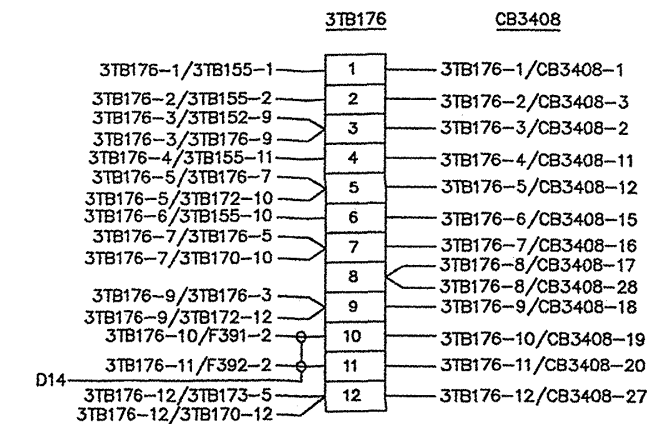 3TB176 CB3408
3TB176-1/3TB155-1 1 3TB176-1/CB3408-1
3TB176-2/3TB155-2 2 3TB176-2/CB3408-3
3TB176-3/3TB152-9
3 3TB176-3/CB3408-2
3TB176-3/3TB176-9
3TB176-4/3TB155-11 4 3TB176-4/CB3408-11
3TB176-5/3TB176-7
5 3TB176-5/CB3408-12
3TB176-5/3TB172-10
3TB176-6/3TB155-10 6 3TB176-6/CB3408-15
3TB176-7/3TB176-5
7 3TB176-7/CB3408-16
3TB176-7/3TB170-10
3TB176-8/CB3408-17
8
3TB176-8/CB3408-28
3TB176-9/3TB176-3
9 3TB176-9/CB3408-18
3TB176-9/3TB172-12
3TB176-10/F391-2 10 3TB176-10/CB3408-19
3TB176-11/F392-2 11 3TB176-11/CB3408-20
D14
3TB176-12/3TB173-5 12 3TB176-12/CB3408-27
3TB176-12/3TB170-12